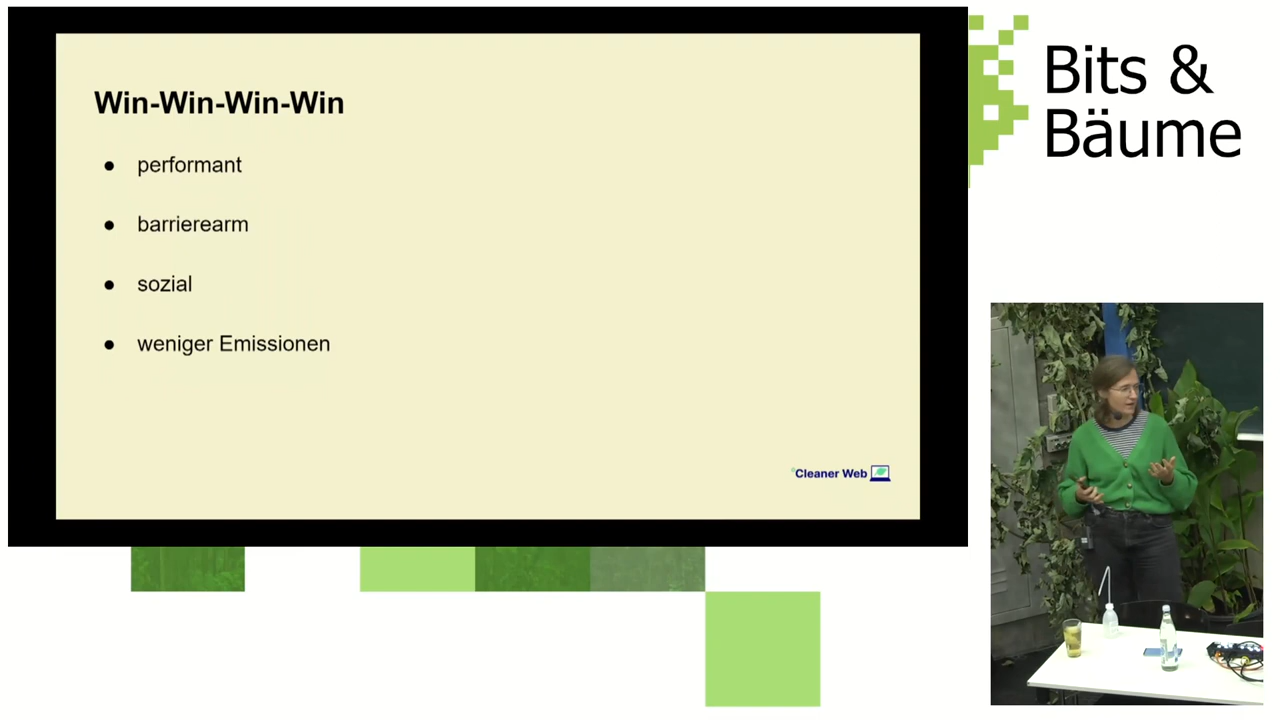 Win-Win-Win-Win
● performant
● barrierearm
● sozial
● weniger Emissionen
Cleaner Web
Bits &
Bäume